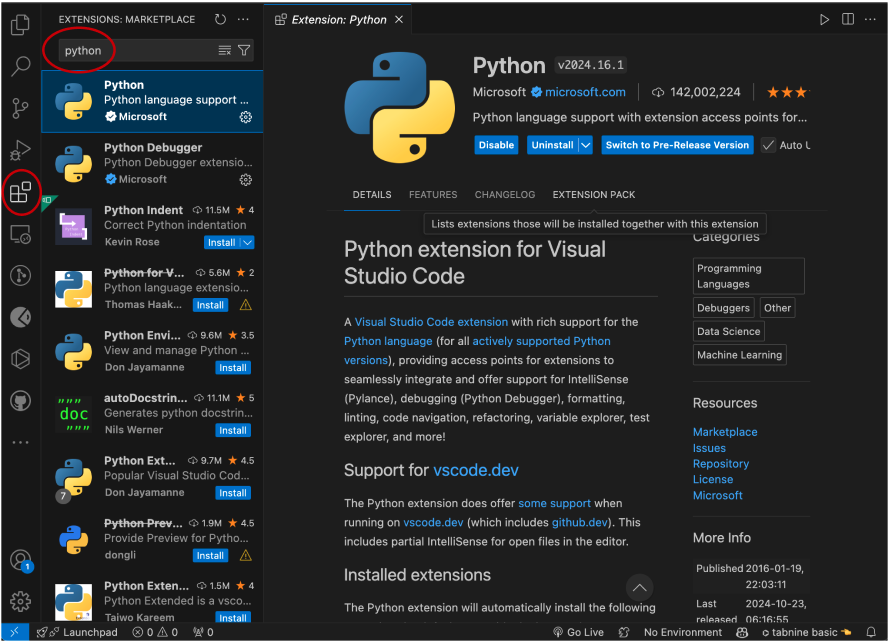 EXTENSIONS: MARKETPLACE
Extension: Python
python
Python
Python language support ...
Microsoft
Python Debugger
Python Debugger extensio...
Microsoft
Python Indent 11.5M 4
Correct Python indentation
Kevin Rose Install
Python for V... 5.6M 2
Python language extensio...
Thomas Haak... Install
Python Envi... 9.6M 3.5
View and manage Python ...
Don Jayamanne Install
""" doc """
autoDocstrin... 11.1M 5
Generates python docstrin...
Nils Werner Install
Python Ext... 9.7M 4.5
Popular Visual Studio Cod...
7
Don Jayamanne Install
Python Prev... 1.9M 4.5
Provide Preview for Pytho...
dongli Install
Python Exten... 1.5M 4
Python Extended is a vsco...
Taiwo Kareem Install
1
Python v2024.16.1
Microsoft microsoft.com 142,002,224
Python language support with extension access points for...
Disable Uninstall Switch to Pre-Release Version Auto U
DETAILS FEATURES CHANGELOG EXTENSION PACK
Lists extensions those will be installed together with this extension
Python extension for Visual
Studio Code
A Visual Studio Code extension with rich support for the
Python language (for all actively supported Python
versions), providing access points for extensions to
seamlessly integrate and offer support for IntelliSense
(Pylance), debugging (Python Debugger), formatting,
linting, code navigation, refactoring, variable explorer, test
explorer, and more!
Support for vscode.dev
The Python extension does offer some support when
running on vscode.dev (which includes github.dev). This
includes partial IntelliSense for open files in the editor.
Installed extensions
The Python extension will automatically install the following
Categories
Programming
Languages
Debuggers Other
Data Science
Machine Learning
Resources
Marketplace
Issues
Repository
License
Microsoft
More Info
Published 2016-01-19,
22:03:11
Last 2024-10-23,
released 06:16:55
Launchpad 0 0 0 Go Live No Environment tabnine basic